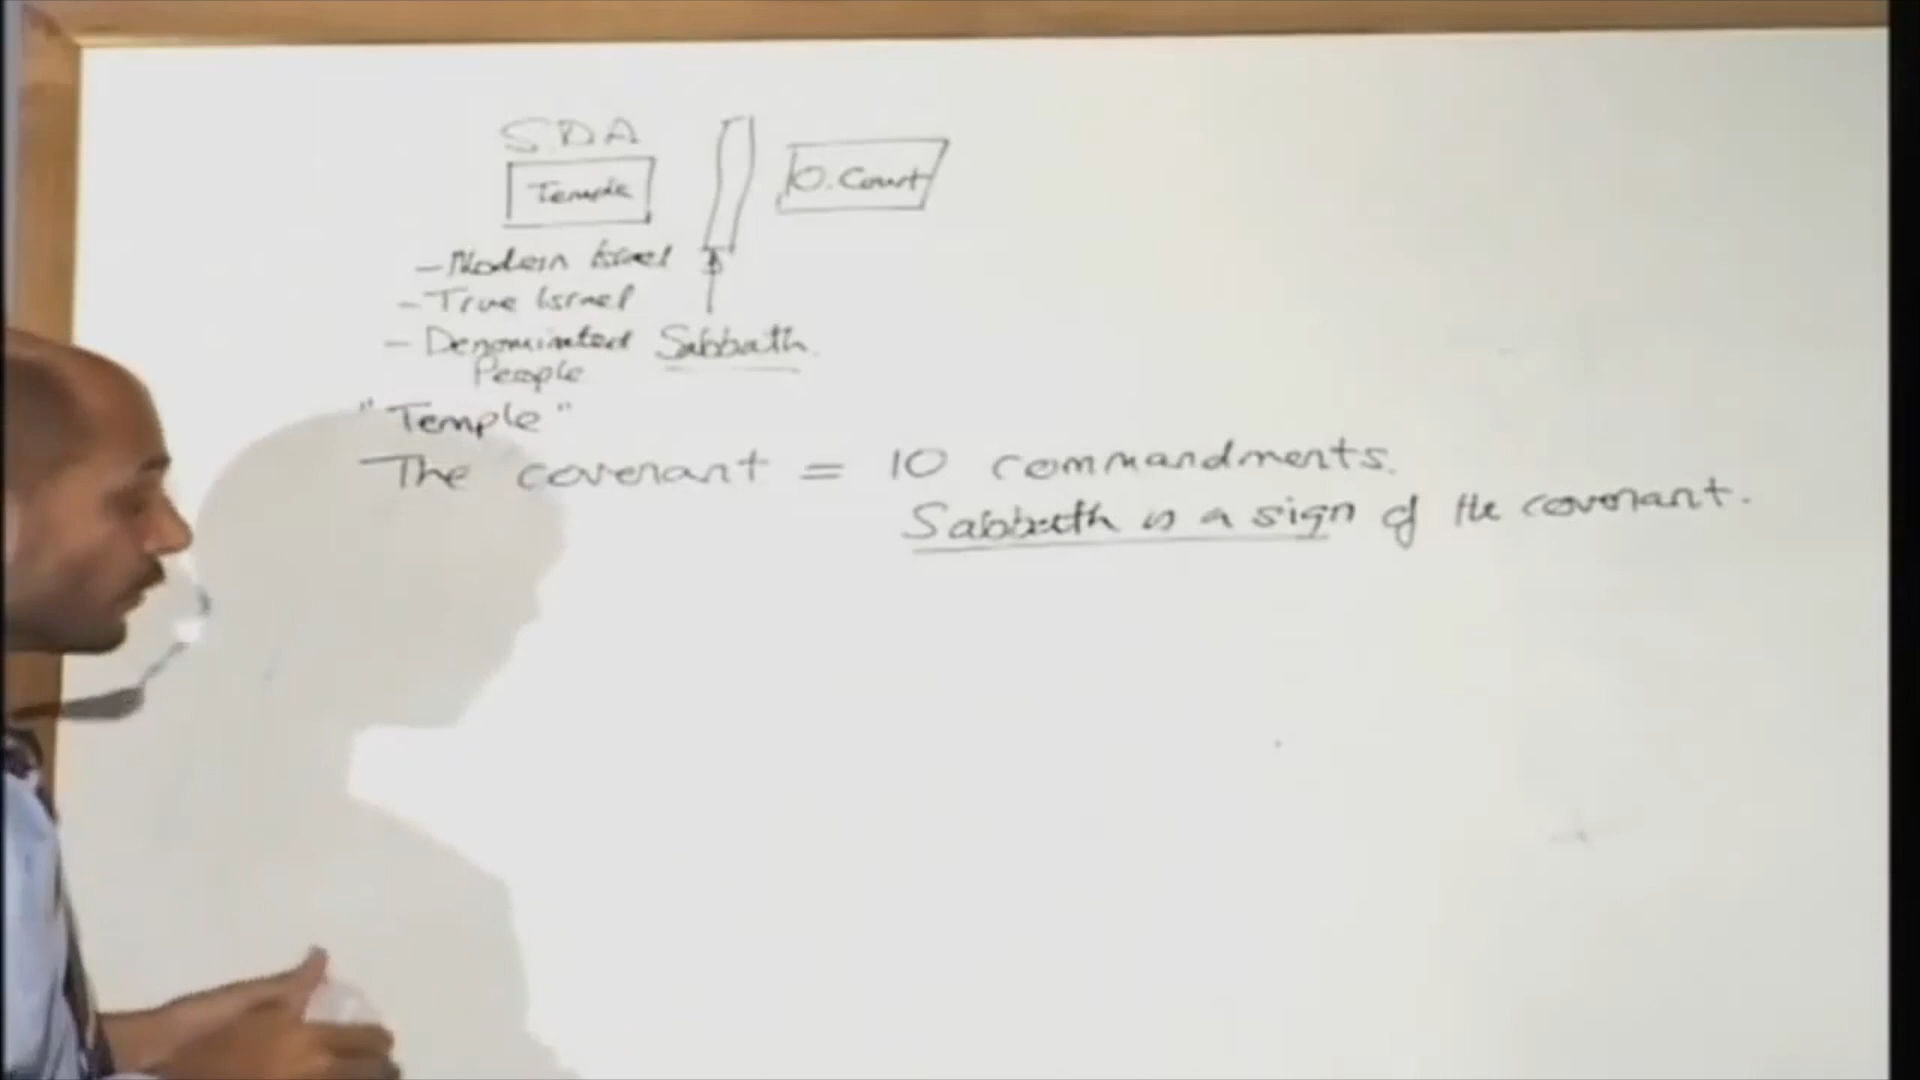 SDA
Temple
O. Court
- Modern Israel
- True Israel
- Denominated
People
Sabbath
"Temple"
The covenant = 10 commandments.
Sabbath is a sign of the covenant.